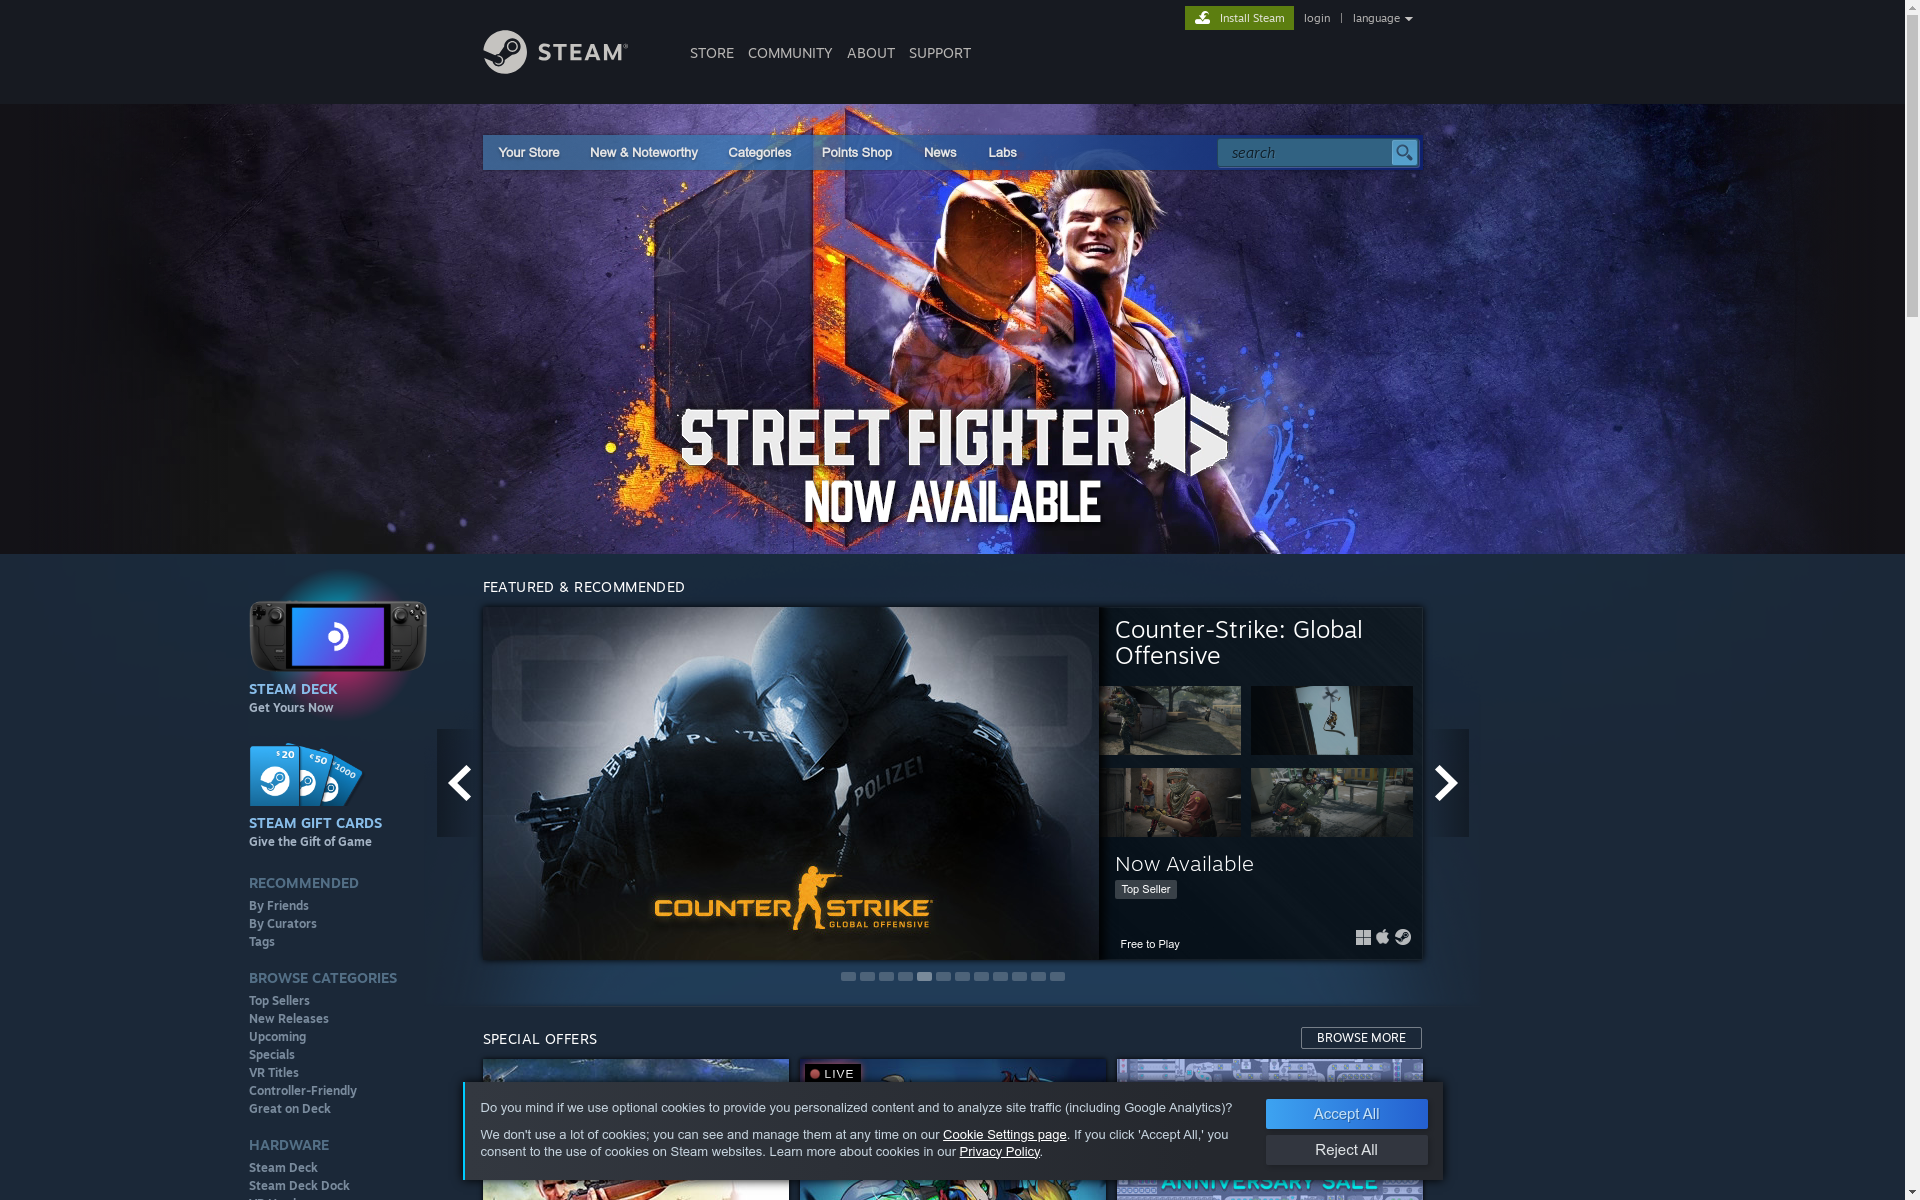 Install Steam
login
|
language
STEAM®
STORE
COMMUNITY
ABOUT
SUPPORT
Your Store
New & Noteworthy
Categories
Points Shop
News
Labs
search
STREET FIGHTER™ 6
NOW AVAILABLE
FEATURED & RECOMMENDED
STEAM DECK
Get Yours Now
$20
€50
1000
STEAM GIFT CARDS
Give the Gift of Game
RECOMMENDED
By Friends
By Curators
Tags
BROWSE CATEGORIES
Top Sellers
New Releases
Upcoming
Specials
VR Titles
Controller-Friendly
Great on Deck
HARDWARE
Steam Deck
Steam Deck Dock
POLIZEI
COUNTER STRIKE
GLOBAL OFFENSIVE
Counter-Strike: Global
Offensive
Now Available
Top Seller
Free to Play
SPECIAL OFFERS
BROWSE MORE
LIVE
Do you mind if we use optional cookies to provide you personalized content and to analyze site traffic (including Google Analytics)?
We don't use a lot of cookies; you can see and manage them at any time on our Cookie Settings page. If you click 'Accept All,' you
consent to the use of cookies on Steam websites. Learn more about cookies in our Privacy Policy.
Accept All
Reject All
ANNIVERSARY SALE